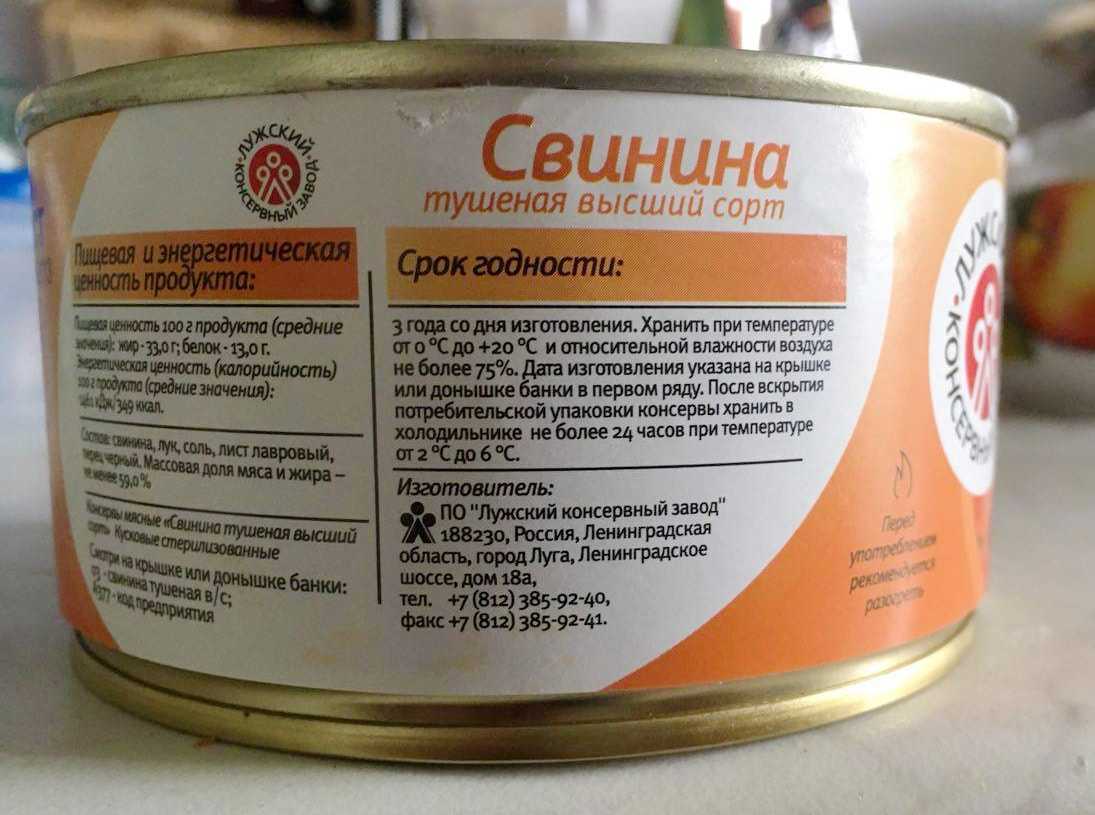 ЛУЖСКИЙ
КОНСЕРВНЫЙ ЗАВОД
Свинина
тушеная высший сорт
Пищевая и энергетическая
ценность продукта:
Пищевая ценность 100 г продукта (средние
значения): жир - 33,0 г; белок - 13,0 г.
Энергетическая ценность (калорийность)
100 г продукта (средние значения):
кДж/349 ккал.
Состав: свинина, лук, соль, лист лавровый,
перец черный. Массовая доля мяса и жира –
не менее 59,0%
Консервы мясные «Свинина тушеная высший
сорт» Кусковые стерилизованные
Смотри на крышке или донышке банки:
- свинина тушеная в/с;
А377 - код предприятия
Срок годности:
3 года со дня изготовления. Хранить при температуре
от 0 °С до +20 °С и относительной влажности воздуха
не более 75%. Дата изготовления указана на крышке
или донышке банки в первом ряду. После вскрытия
потребительской упаковки консервы хранить в
холодильнике не более 24 часов при температуре
от 2 °С до 6 °С.
Изготовитель:
ПО "Лужский консервный завод"
188230, Россия, Ленинградская
область, город Луга, Ленинградское
шоссе, дом 18а,
тел. +7 (812) 385-92-40,
факс +7 (812) 385-92-41.
Перед
употреблением
рекомендуется
разогреть
ЛУЖС
КОНСЕРВН